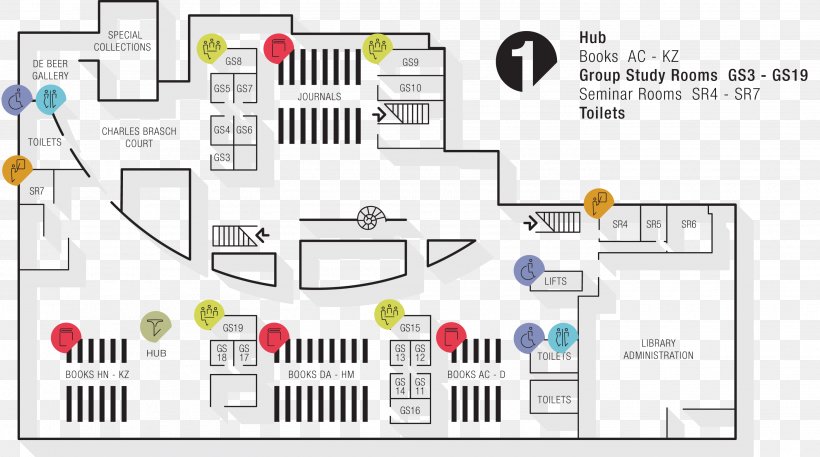 1
Hub
Books AC - KZ
Group Study Rooms GS3 - GS19
Seminar Rooms SR4 - SR7
Toilets
SPECIAL
COLLECTIONS
DE BEER
GALLERY
TOILETS
CHARLES BRASCH
COURT
SR7
GS8
GS5 GS7
GS4 GS6
GS3
JOURNALS
GS9
GS10
SR4 SR5 SR6
LIFTS
TOILETS
TOILETS
LIBRARY
ADMINISTRATION
HUB
BOOKS HN - KZ
GS19
GS
18
GS
17
BOOKS DA - HM
GS15
GS
13
GS
12
GS
14
GS
11
GS16
BOOKS AC - D